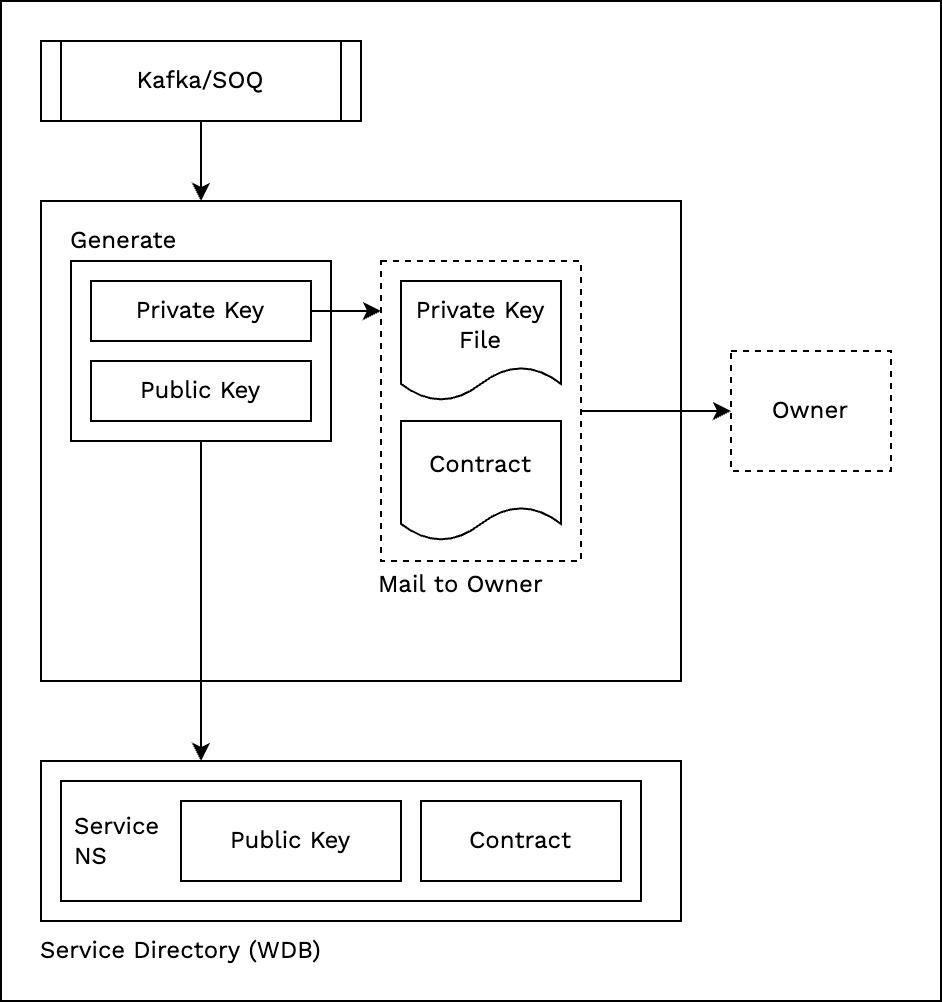 Kafka/SOQ
Generate
Private Key
Public Key
Private Key
File
Contract
Mail to Owner
Owner
Service
NS
Public Key
Contract
Service Directory (WDB)